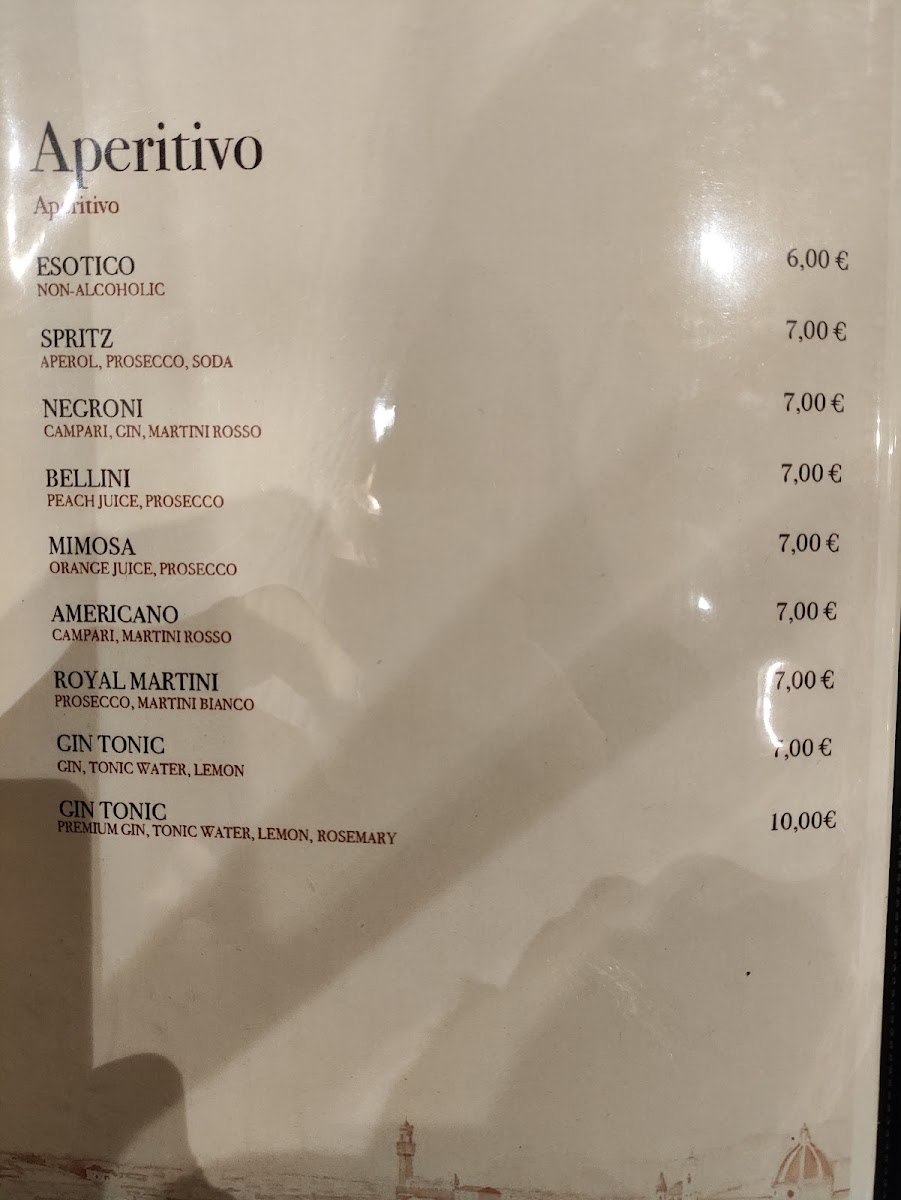 Aperitivo
Aperitivo
ESOTICO 6,00 €
NON-ALCOHOLIC
SPRITZ 7,00 €
APEROL, PROSECCO, SODA
NEGRONI 7,00 €
CAMPARI, GIN, MARTINI ROSSO
BELLINI 7,00 €
PEACH JUICE, PROSECCO
MIMOSA 7,00 €
ORANGE JUICE, PROSECCO
AMERICANO 7,00 €
CAMPARI, MARTINI ROSSO
ROYAL MARTINI 7,00 €
PROSECCO, MARTINI BIANCO
GIN TONIC 7,00 €
GIN, TONIC WATER, LEMON
GIN TONIC 10,00€
PREMIUM GIN, TONIC WATER, LEMON, ROSEMARY